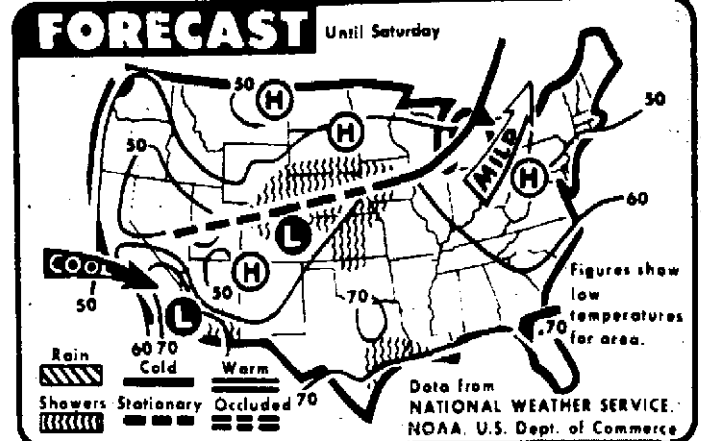 FORECAST Until Saturday
50
H
H
50
50
MILD
H
60
L
COOL
H
50
50
L
70
60 70
70
70
Figures show
low
temperatures
for area.
Rain
Cold
Warm
Showers
Stationary
Occluded
Data from
NATIONAL WEATHER SERVICE,
NOAA, U.S. Dept. of Commerce